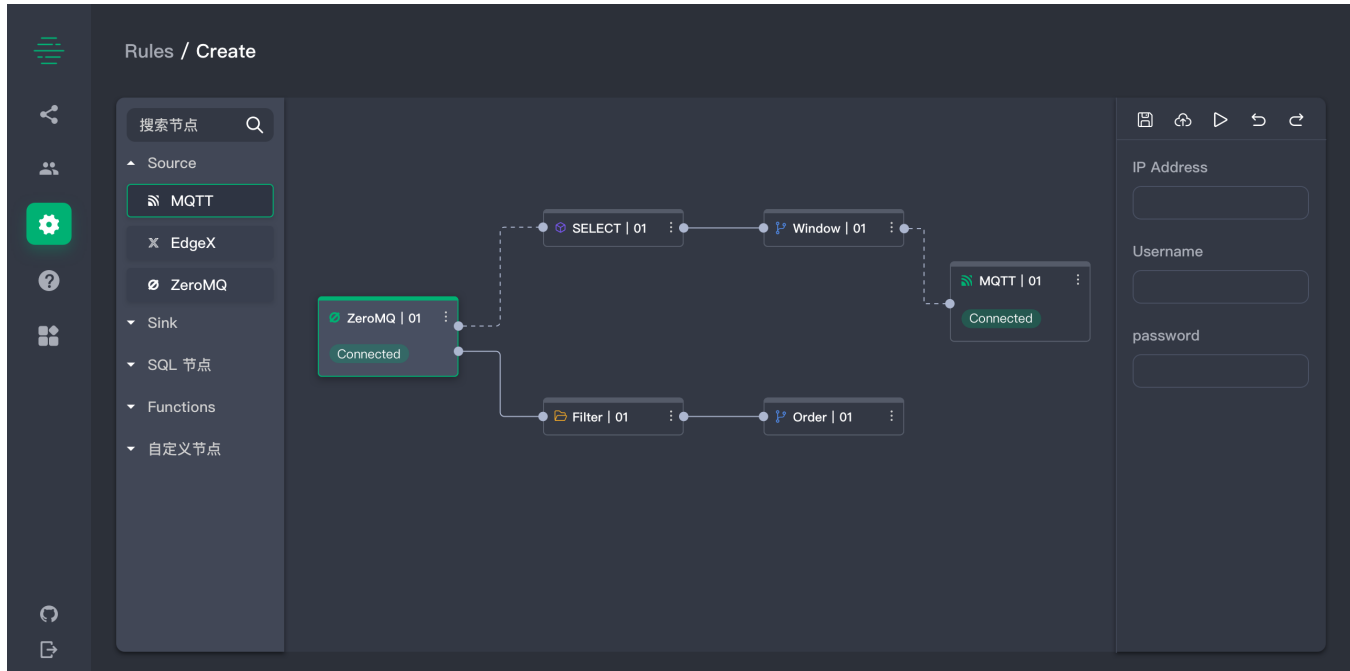 Rules / Create
搜索节点
Source
MQTT
EdgeX
ZeroMQ
Sink
SQL 节点
Functions
自定义节点
SELECT | 01
Window | 01
MQTT | 01
Connected
ZeroMQ | 01
Connected
Filter | 01
Order | 01
IP Address
Username
password